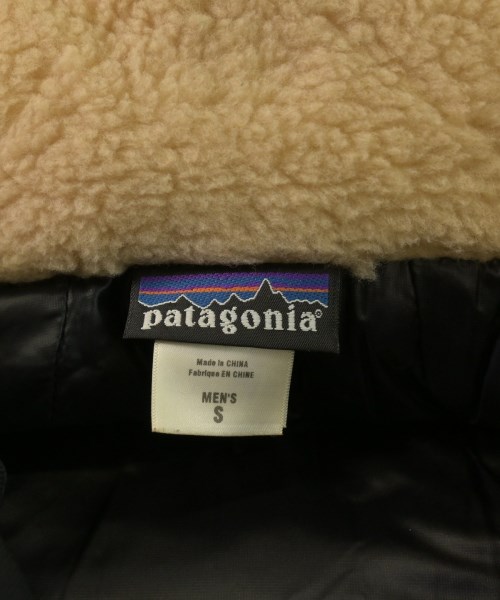 patagonia®
Made in CHINA
Fabriqué EN CHINE
MEN'S
S